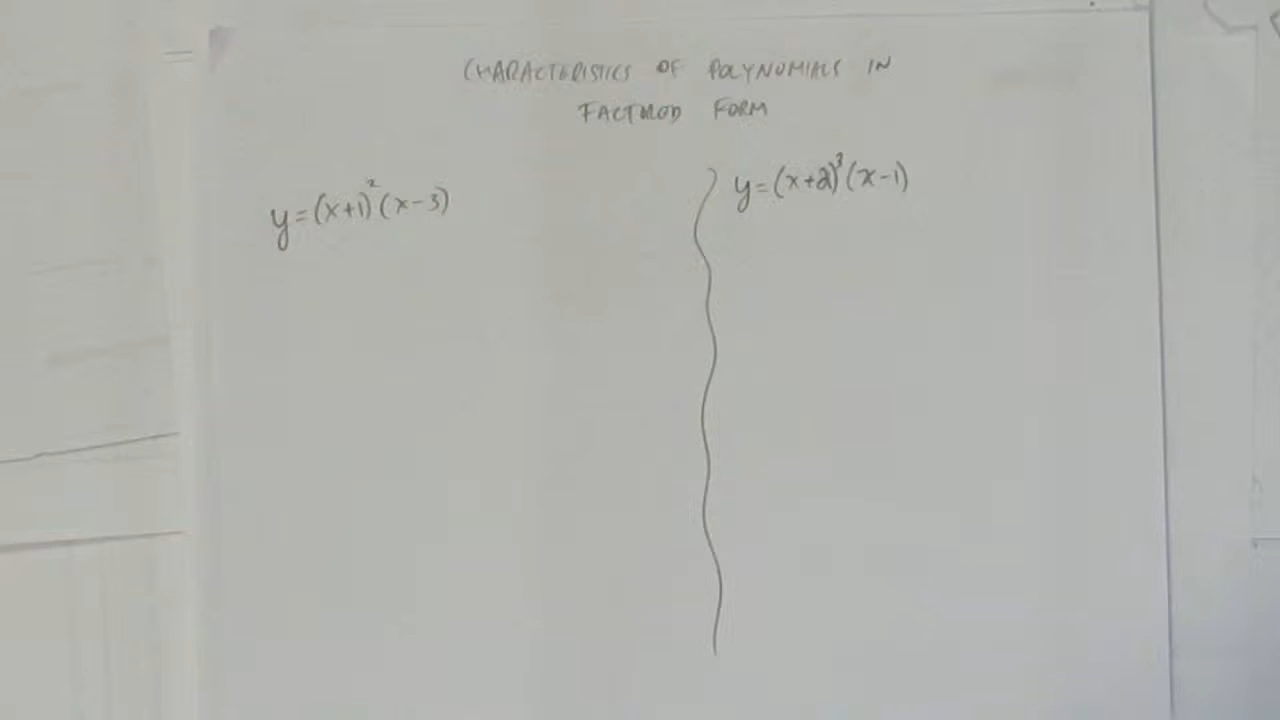 CHARACTERISTICS OF POLYNOMIALS IN
FACTORED FORM
y=(x+1)²(x-3)
y=(x+2)³(x-1)